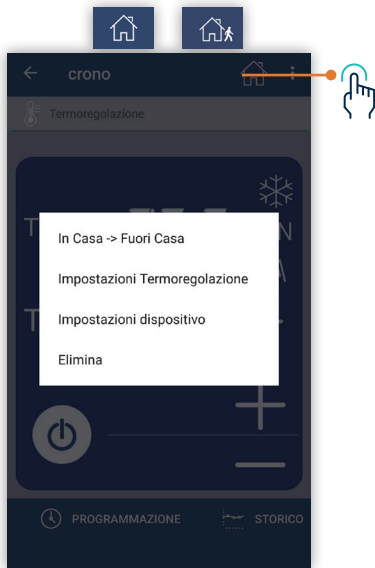 crono
Termoregolazione
In Casa -> Fuori Casa
Impostazioni Termoregolazione
Impostazioni dispositivo
Elimina
PROGRAMMAZIONE
STORICO